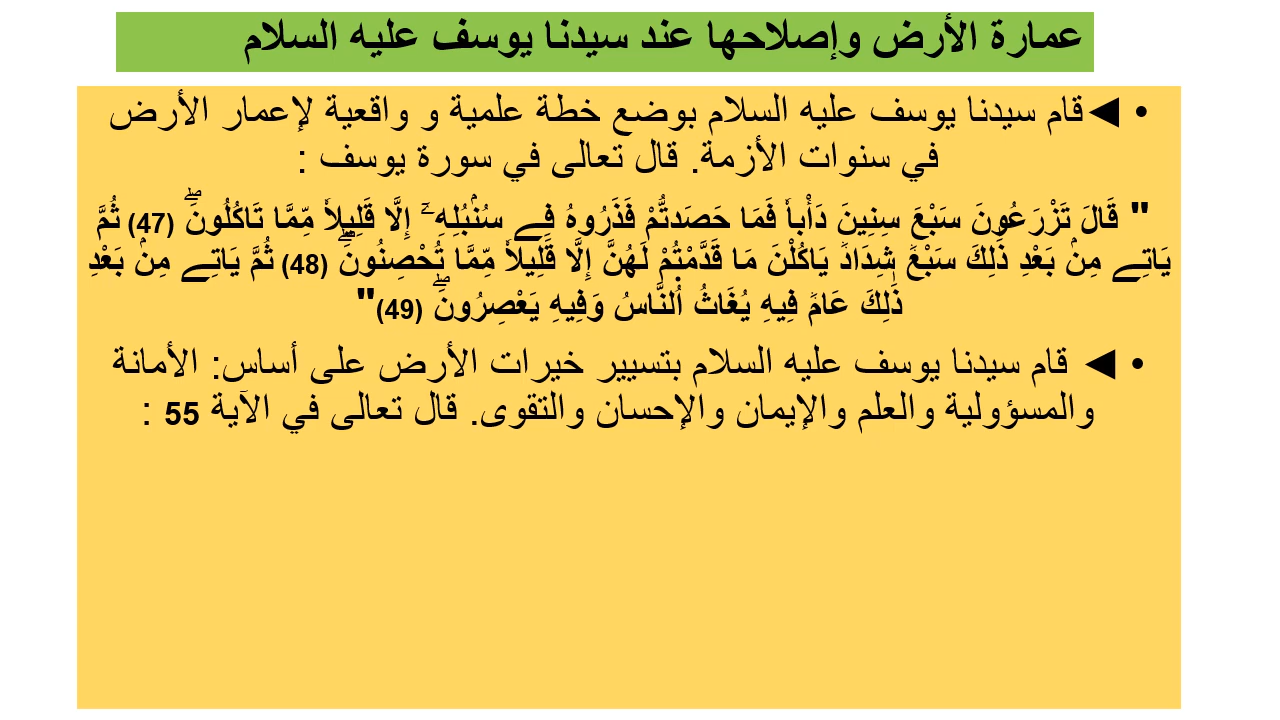 عمارة الأرض وإصلاحها عند سيدنا يوسف عليه السلام
• ◄قام سيدنا يوسف عليه السلام بوضع خطة علمية و واقعية لإعمار الأرض
في سنوات الأزمة. قال تعالى في سورة يوسف :
" قَالَ تَزْرَعُونَ سَبْعَ سِنِينَ دَأْباٗ فَمَا حَصَدتُّمْ فَذَرُوهُ فِے سُنۢبُلِهِۦٓ إِلَّا قَلِيلاٗ مِّمَّا تَاكُلُونَۖ (47) ثُمَّ
يَاتِے مِنۢ بَعْدِ ذَٰلِكَ سَبْعٞ شِدَادٞ يَاكُلْنَ مَا قَدَّمْتُمْ لَهُنَّ إِلَّا قَلِيلاٗ مِّمَّا تُحْصِنُونَۖ (48) ثُمَّ يَاتِے مِنۢ بَعْدِ
ذَٰلِكَ عَامٞ فِيهِ يُغَاثُ اُ۬لنَّاسُ وَفِيهِ يَعْصِرُونَۖ (49)"
• ◄ قام سيدنا يوسف عليه السلام بتسيير خيرات الأرض على أساس: الأمانة
والمسؤولية والعلم والإيمان والإحسان والتقوى. قال تعالى في الآية 55 :